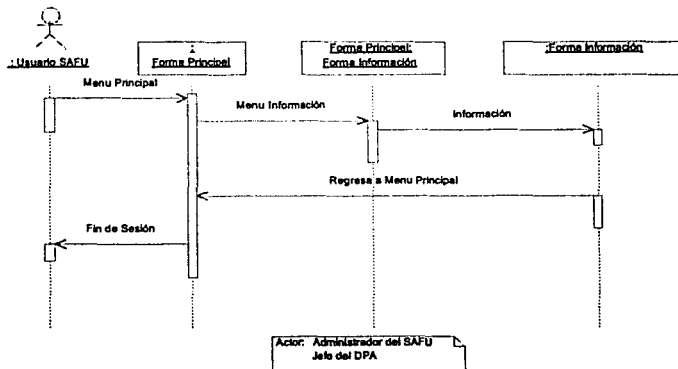 : Usuario SAFU
:
Forma Principal
Forma Principal:
Forma Información
:Forma Información
Menu Principal
Menu Información
Información
Regresa a Menu Principal
Fin de Sesión
Actor: Administrador del SAFU
Jefe del DPA